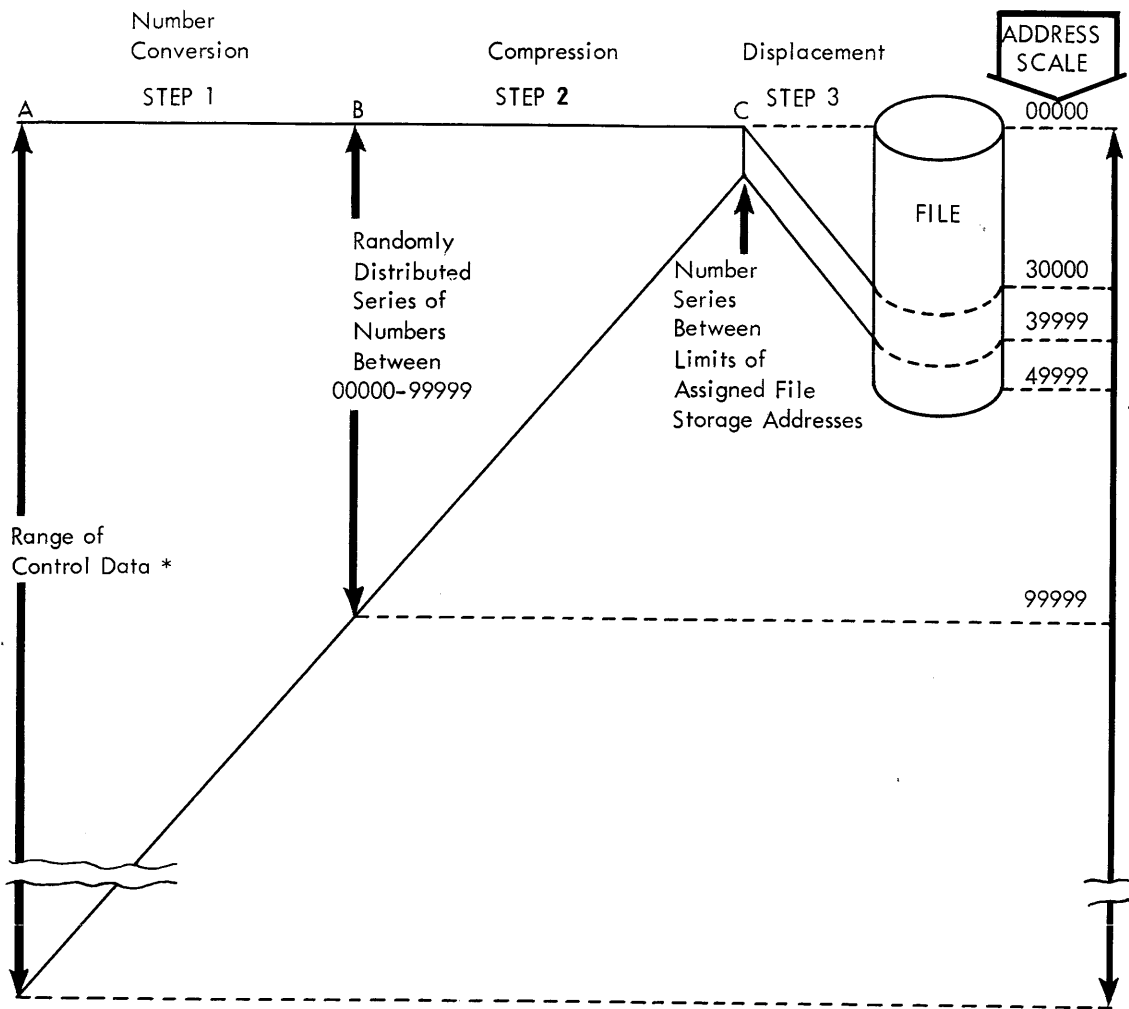 Number
Conversion
STEP 1
Compression
STEP 2
Displacement
STEP 3
ADDRESS
SCALE
A
B
C
00000
FILE
Randomly
Distributed
Series of
Numbers
Between
00000-99999
Number
Series
Between
Limits of
Assigned File
Storage Addresses
30000
39999
49999
Range of
Control Data *
99999